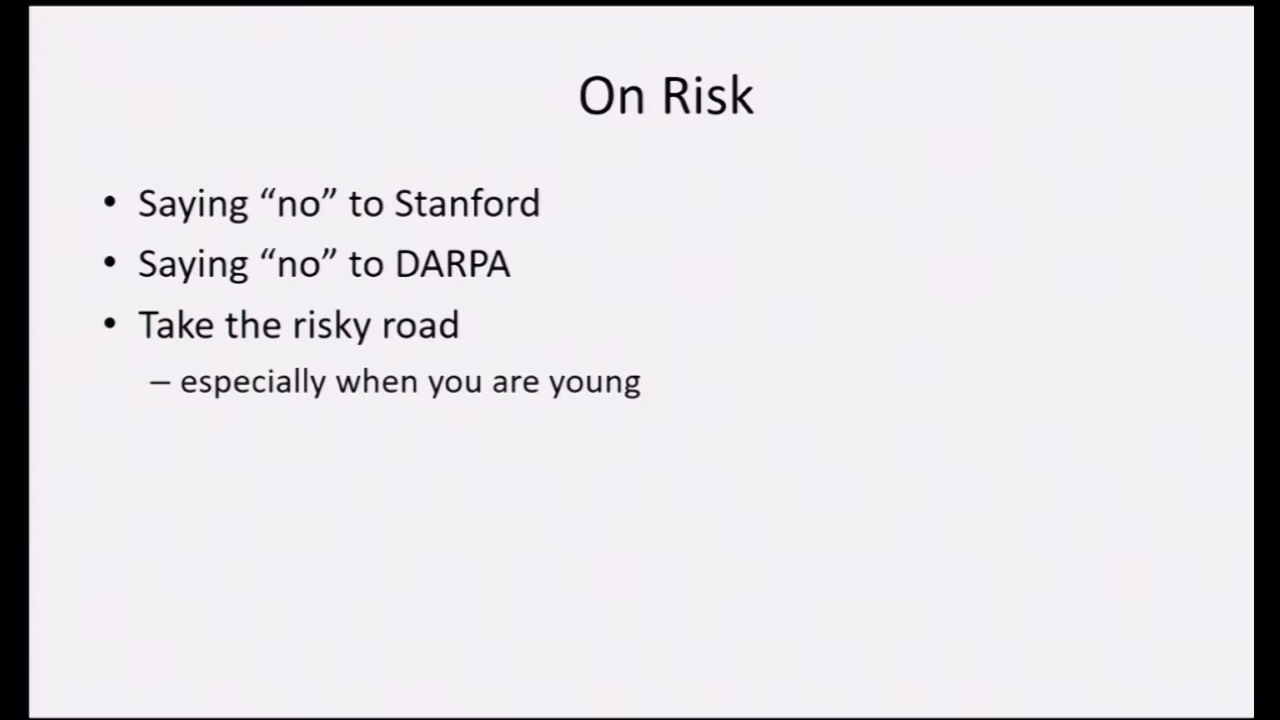 On Risk
• Saying “no” to Stanford
• Saying “no” to DARPA
• Take the risky road
– especially when you are young